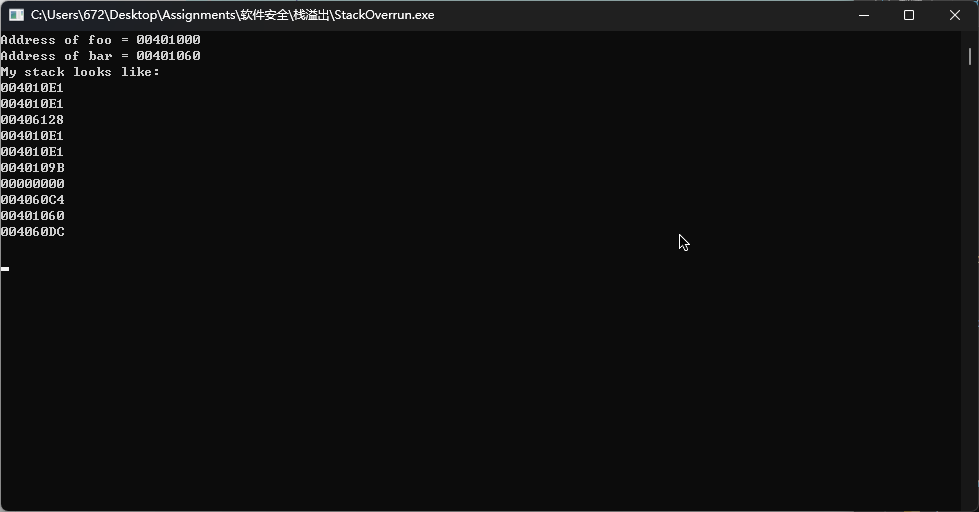 C:\Users\672\Desktop\Assignments\软件安全\栈溢出\StackOverrun.exe
Address of foo = 00401000
Address of bar = 00401060
My stack looks like:
004010E1
004010E1
00406128
004010E1
004010E1
0040109B
00000000
004060C4
00401060
004060DC